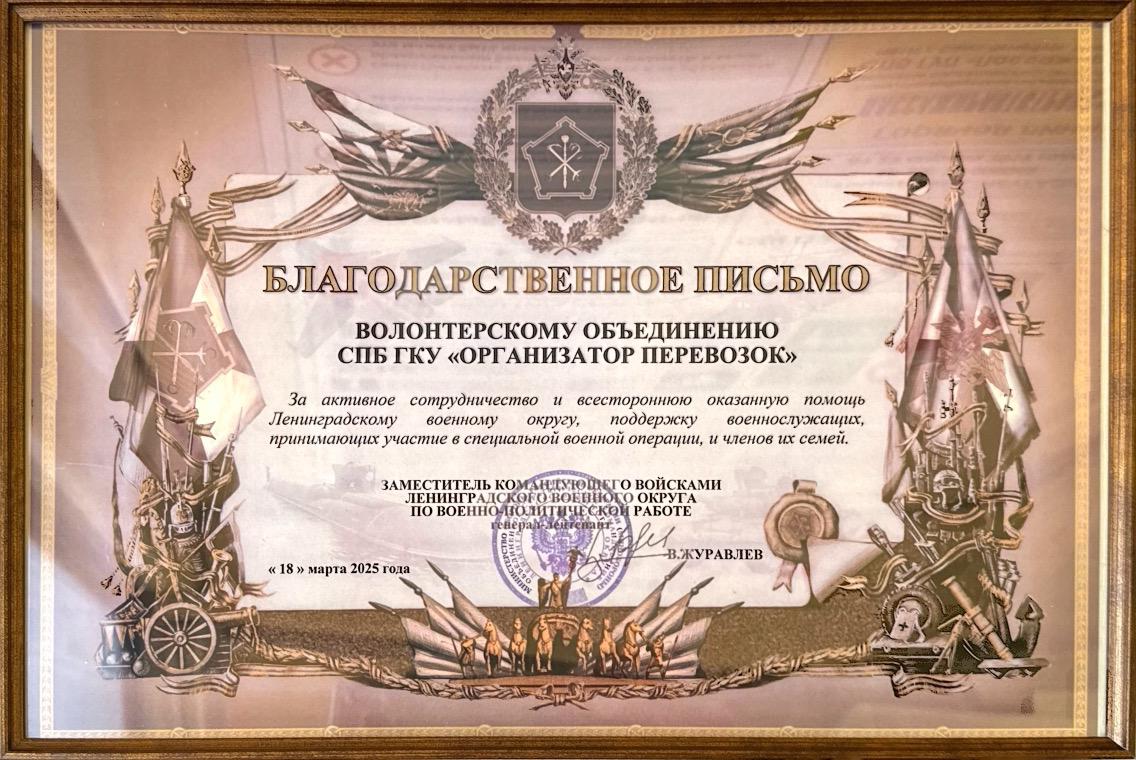 БЛАГОДАРСТВЕННОЕ ПИСЬМО
ВОЛОНТЕРСКОМУ ОБЪЕДИНЕНИЮ
СПБ ГКУ «ОРГАНИЗАТОР ПЕРЕВОЗОК»
За активное сотрудничество и всестороннюю оказанную помощь
Ленинградскому военному округу, поддержку военнослужащих,
принимающих участие в специальной военной операции, и членов их семей.
ЗАМЕСТИТЕЛЬ КОМАНДУЮЩЕГО ВОЙСКАМИ
ЛЕНИНГРАДСКОГО ВОЕННОГО ОКРУГА
ПО ВОЕННО-ПОЛИТИЧЕСКОЙ РАБОТЕ
генерал-лейтенант
В.ЖУРАВЛЕВ
« 18 » марта 2025 года